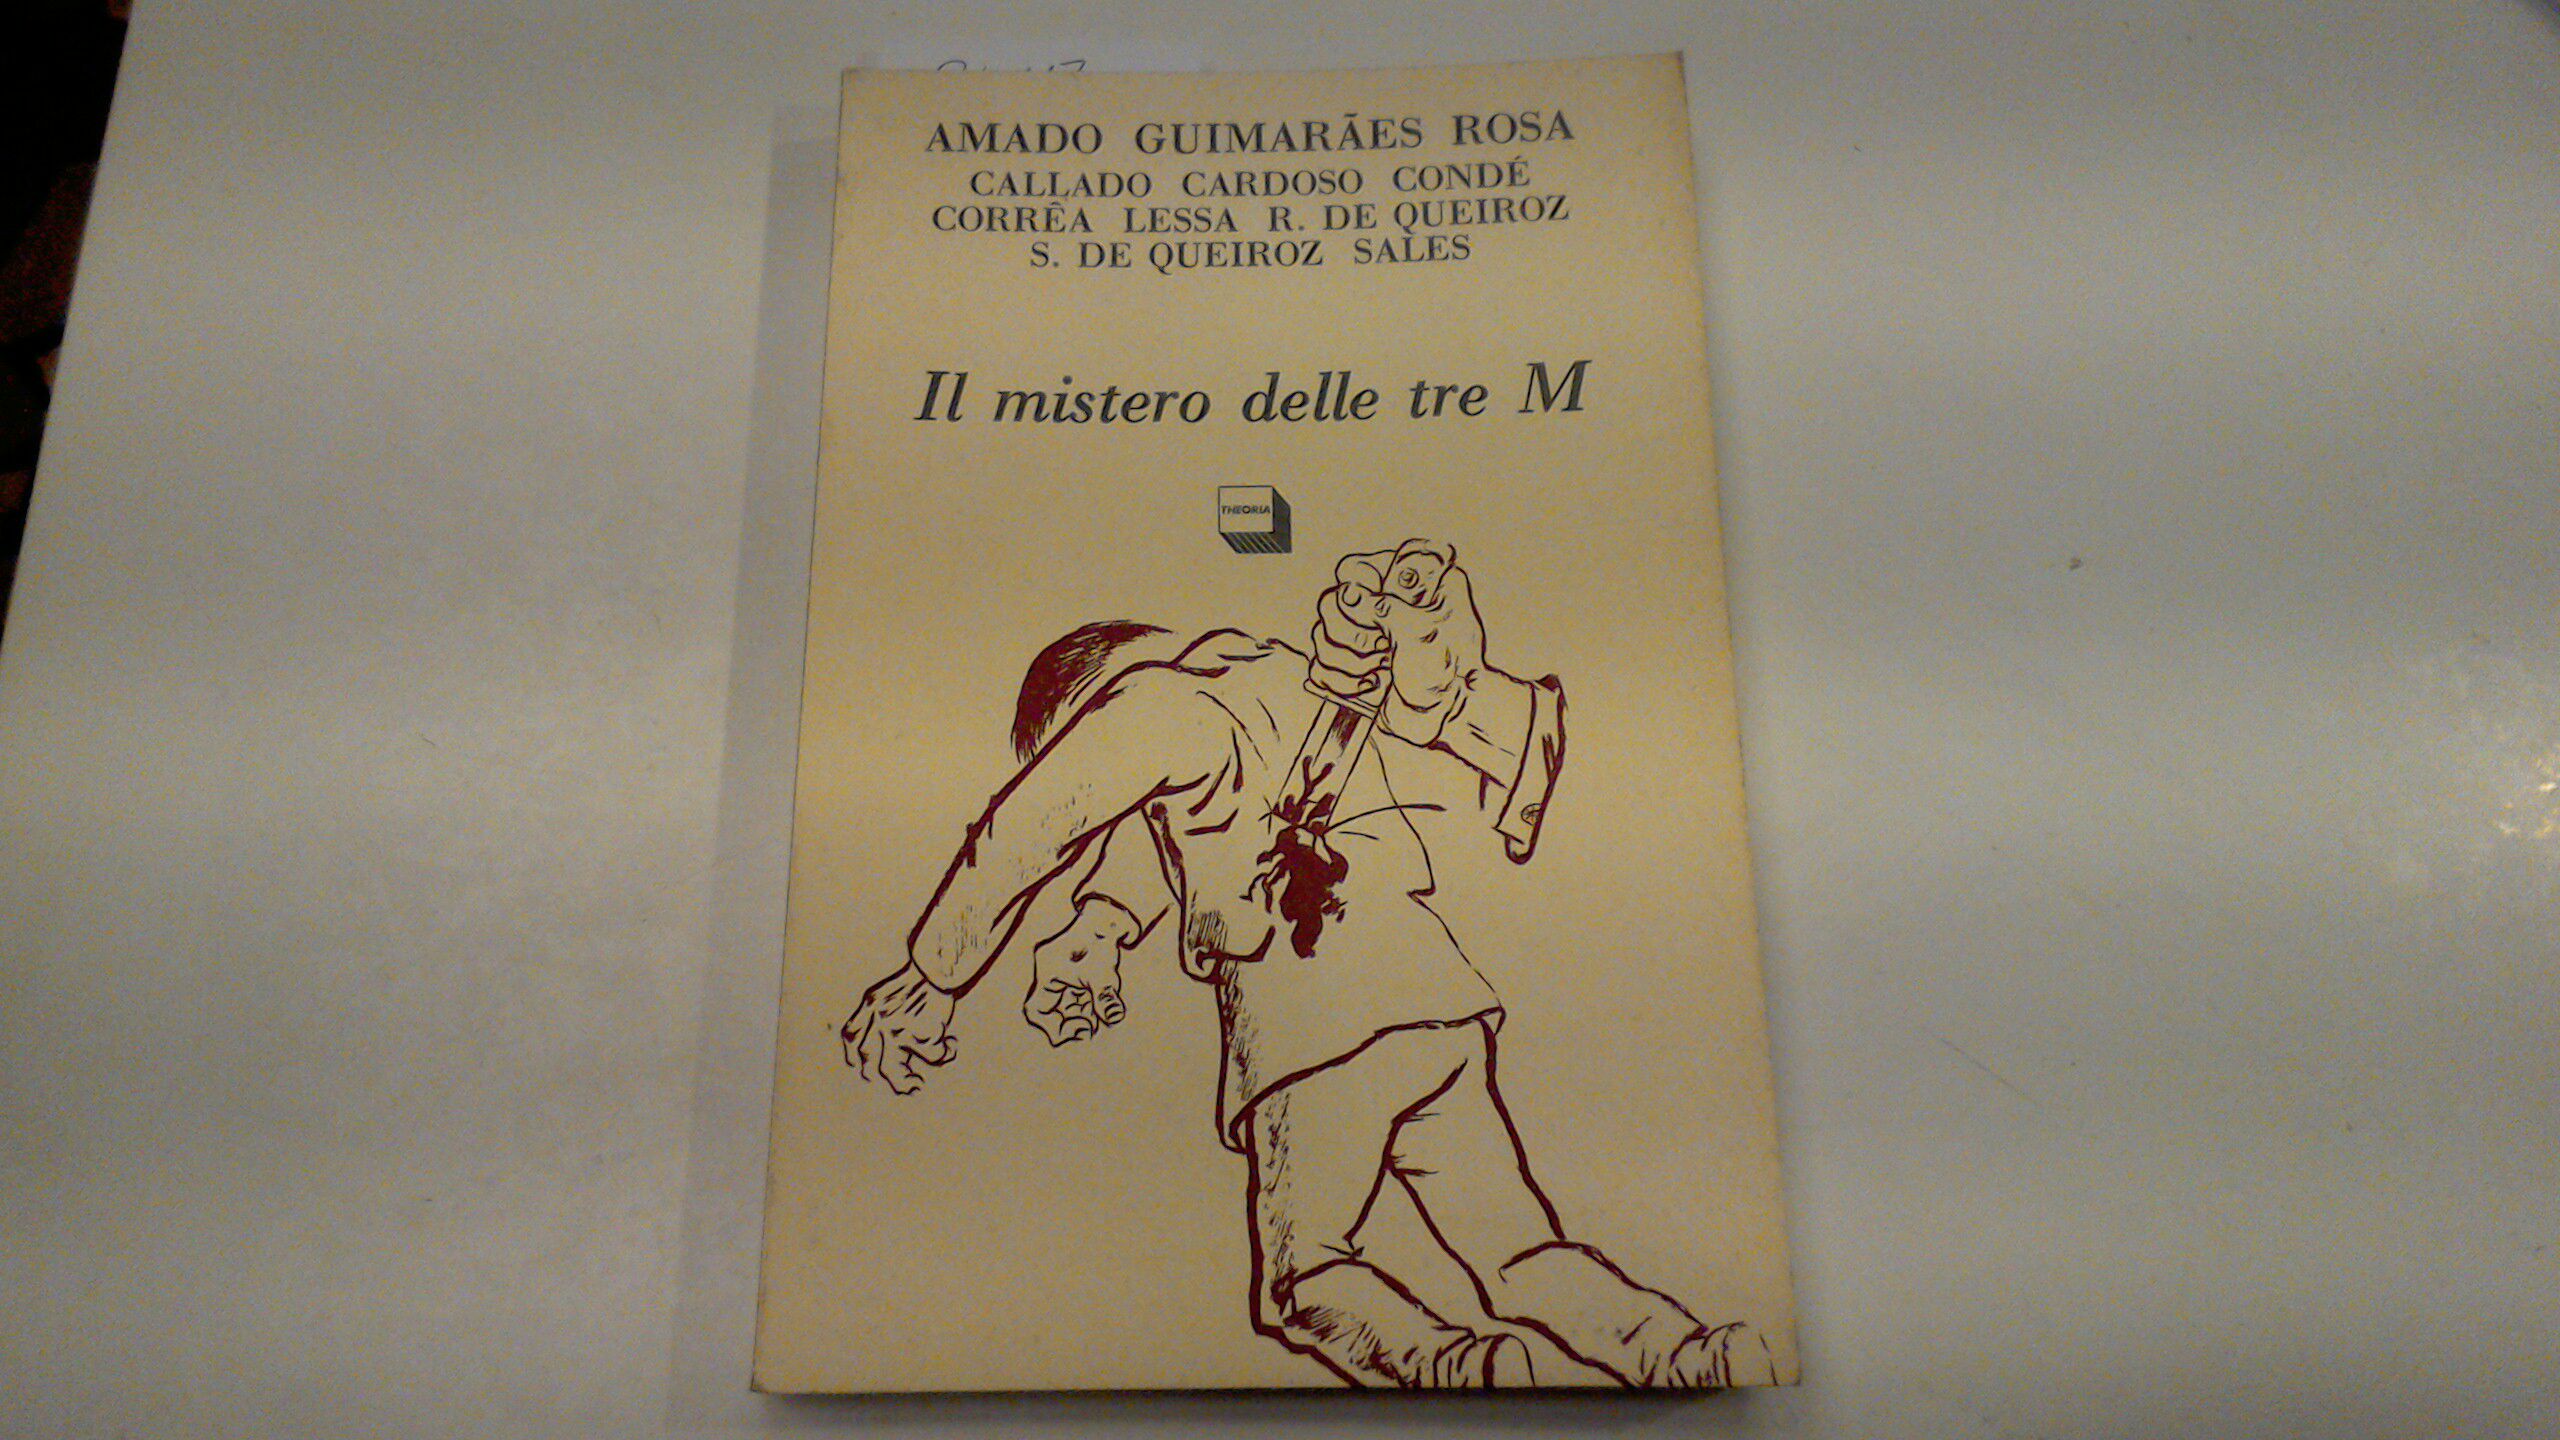 AMADO GUIMARÃES ROSA
CALLADO CARDOSO CONDÉ
CORRÊA LESSA R. DE QUEIROZ
S. DE QUEIROZ SALES
Il mistero delle tre M
THEORIA